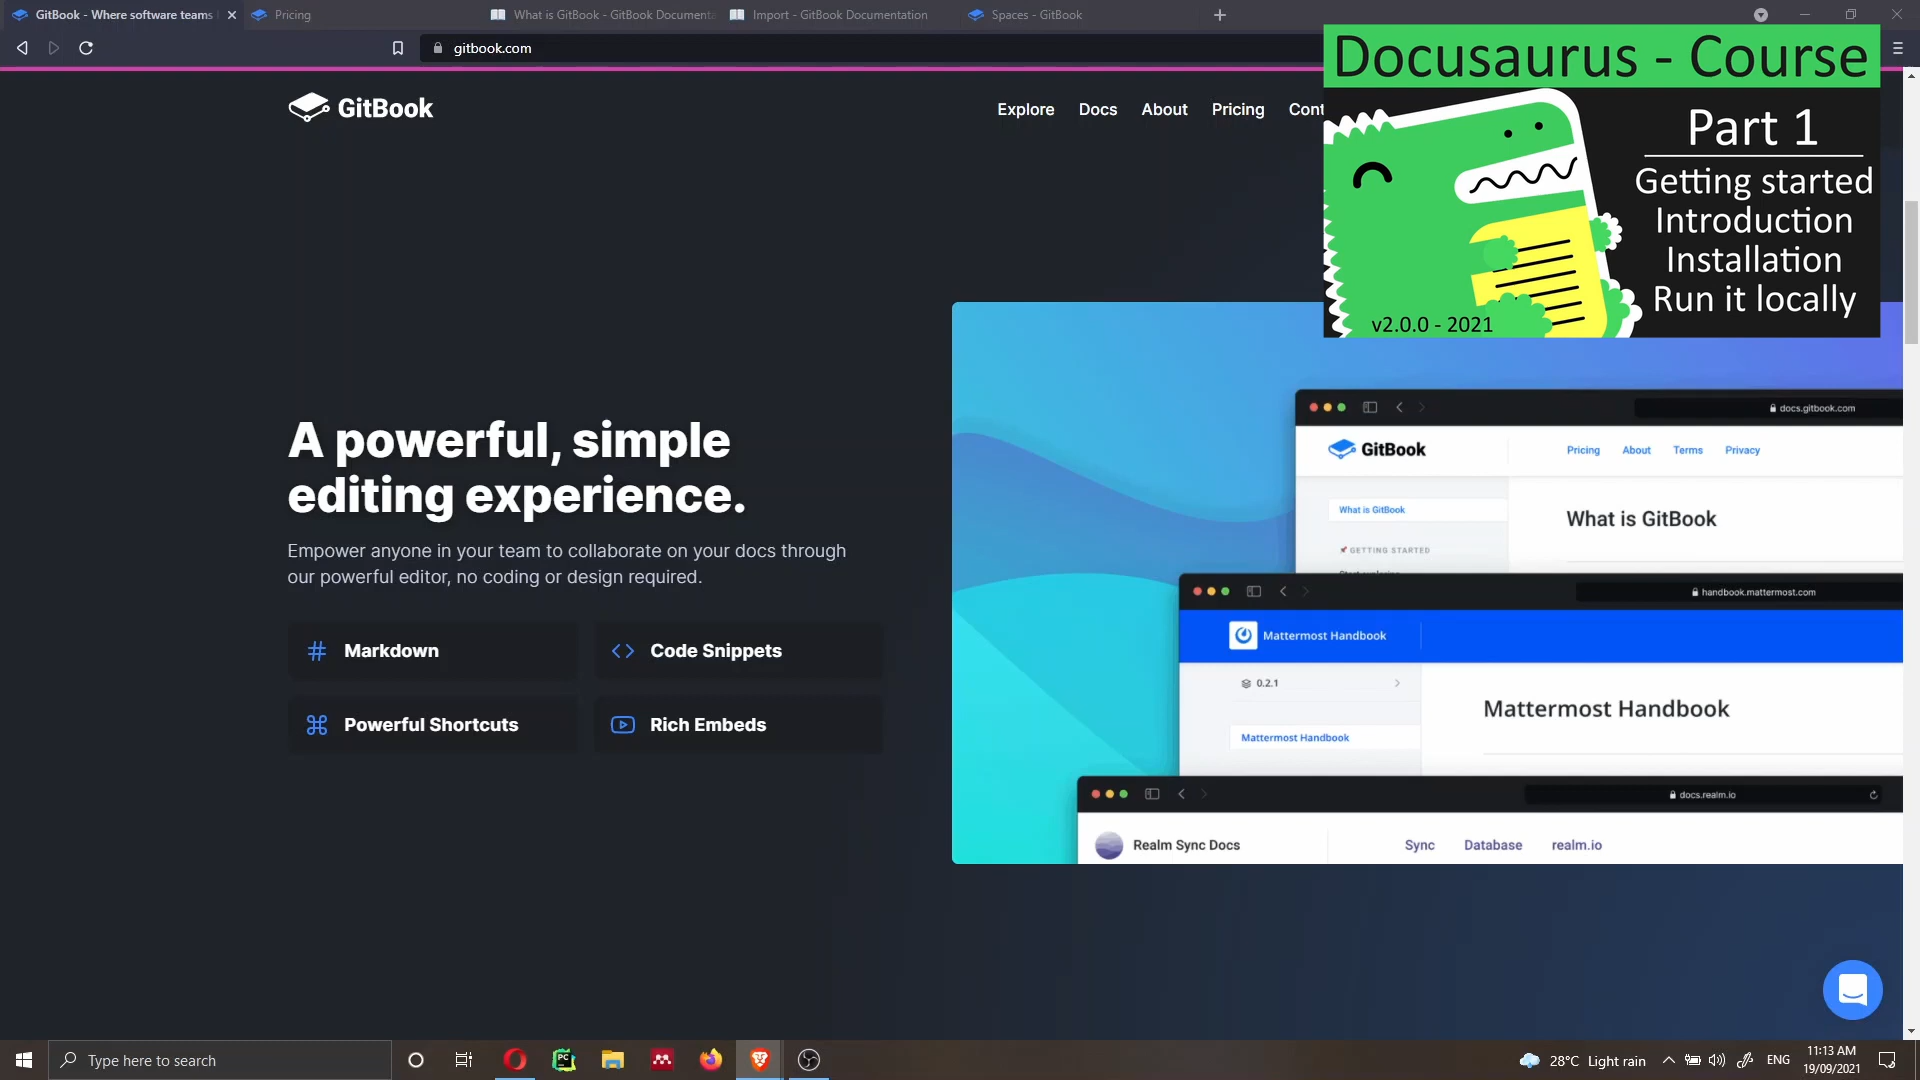 GitBook - Where software teams
Pricing
What is GitBook - GitBook Documenta
Import - GitBook Documentation
Spaces - GitBook
gitbook.com
GitBook
Explore
Docs
About
Pricing
Cont
Docusaurus - Course
Part 1
Getting started
Introduction
Installation
Run it locally
v2.0.0 - 2021
A powerful, simple
editing experience.
Empower anyone in your team to collaborate on your docs through
our powerful editor, no coding or design required.
Markdown
Code Snippets
Powerful Shortcuts
Rich Embeds
docs.gitbook.com
GitBook
Pricing
About
Terms
Privacy
What is GitBook
What is GitBook
GETTING STARTED
handbook.mattermost.com
Mattermost Handbook
0.2.1
Mattermost Handbook
Mattermost Handbook
docs.realm.io
Realm Sync Docs
Sync
Database
realm.io
Type here to search
PC
28°C Light rain
ENG
11:13 AM
19/09/2021